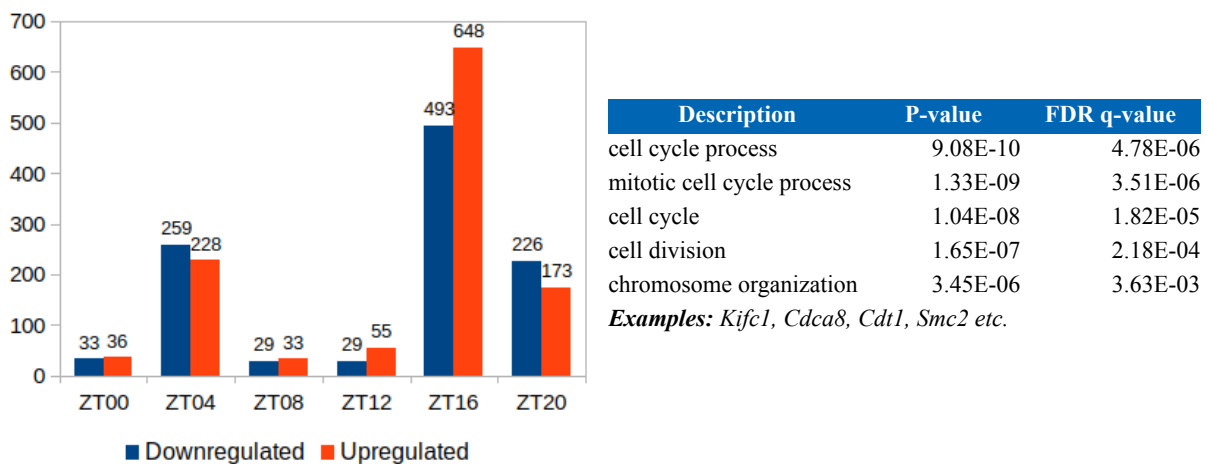 700
600
500
400
300
200
100
0
33 36
259
228
29 33
29
55
493
648
226
173
ZT00 ZT04 ZT08 ZT12 ZT16 ZT20
Downregulated Upregulated
Description P-value FDR q-value
cell cycle process 9.08E-10 4.78E-06
mitotic cell cycle process 1.33E-09 3.51E-06
cell cycle 1.04E-08 1.82E-05
cell division 1.65E-07 2.18E-04
chromosome organization 3.45E-06 3.63E-03
Examples: Kifc1, Cdca8, Cdt1, Smc2 etc.